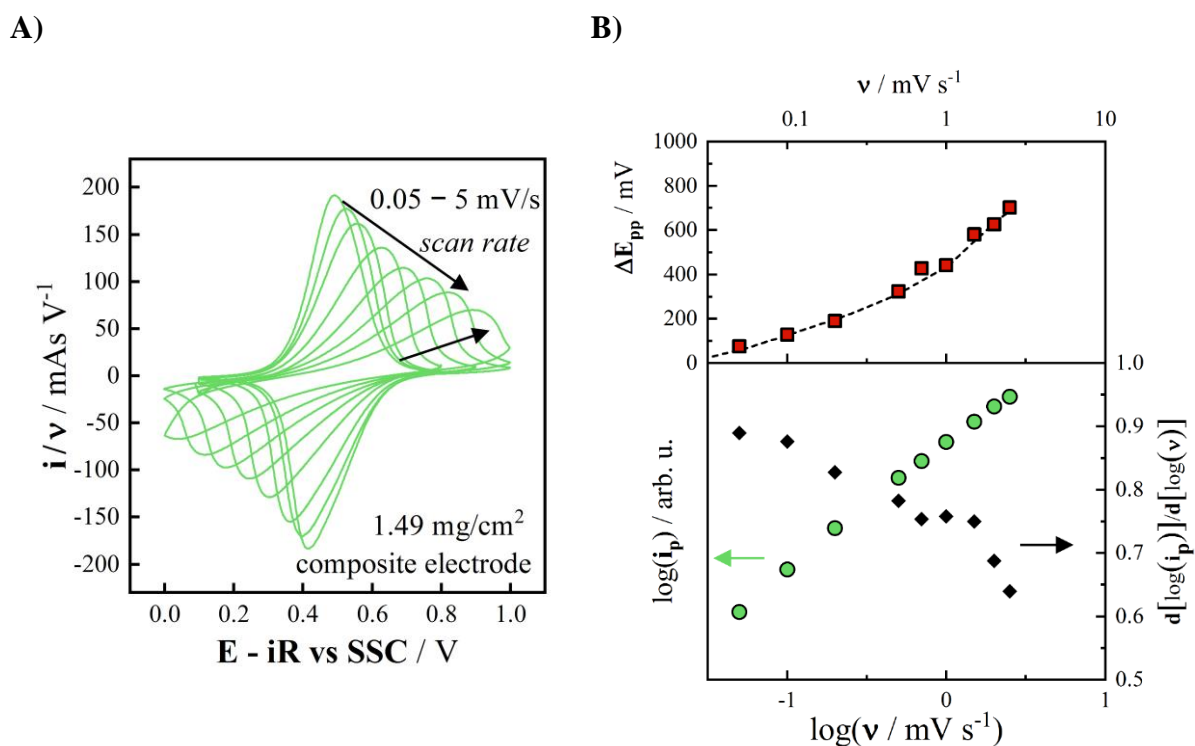 A)
B)
0.05 − 5 mV/s
scan rate
1.49 mg/cm²
composite electrode
200
150
100
50
0
-50
-100
-150
-200
i/ν / mAs V⁻¹
0.0 0.2 0.4 0.6 0.8 1.0
E - iR vs SSC / V
ν / mV s⁻¹
0.1 1 10
1000
800
600
400
200
0
ΔEpp / mV
log(ip) / arb. u.
1.0
0.9
0.8
0.7
0.6
0.5
d[log(ip)]/d[log(ν)]
-1 0 1
log(ν / mV s⁻¹)